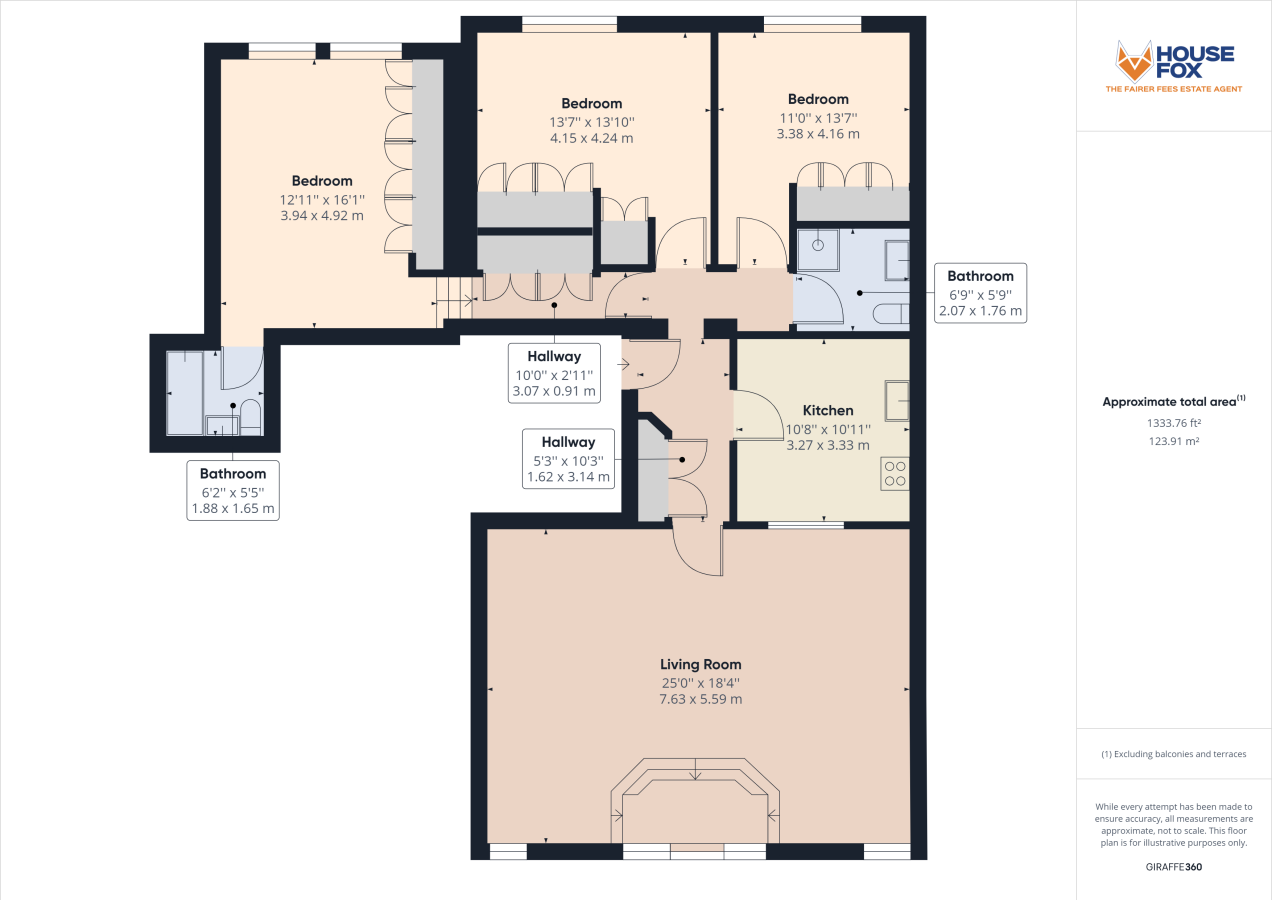 Bedroom
12'11" x 16'1"
3.94 x 4.92 m
Bedroom
13'7" x 13'10"
4.15 x 4.24 m
Bedroom
11'0" x 13'7"
3.38 x 4.16 m
Bathroom
6'9" x 5'9"
2.07 x 1.76 m
Hallway
10'0" x 2'11"
3.07 x 0.91 m
Hallway
5'3" x 10'3"
1.62 x 3.14 m
Kitchen
10'8" x 10'11"
3.27 x 3.33 m
Bathroom
6'2" x 5'5"
1.88 x 1.65 m
Living Room
25'0" x 18'4"
7.63 x 5.59 m
HOUSE
FOX
THE FAIRER FEES ESTATE AGENT
Approximate total area(1)
1333.76 ft²
123.91 m²
(1) Excluding balconies and terraces
While every attempt has been made to
ensure accuracy, all measurements are
approximate, not to scale. This floor
plan is for illustrative purposes only.
GIRAFFE360